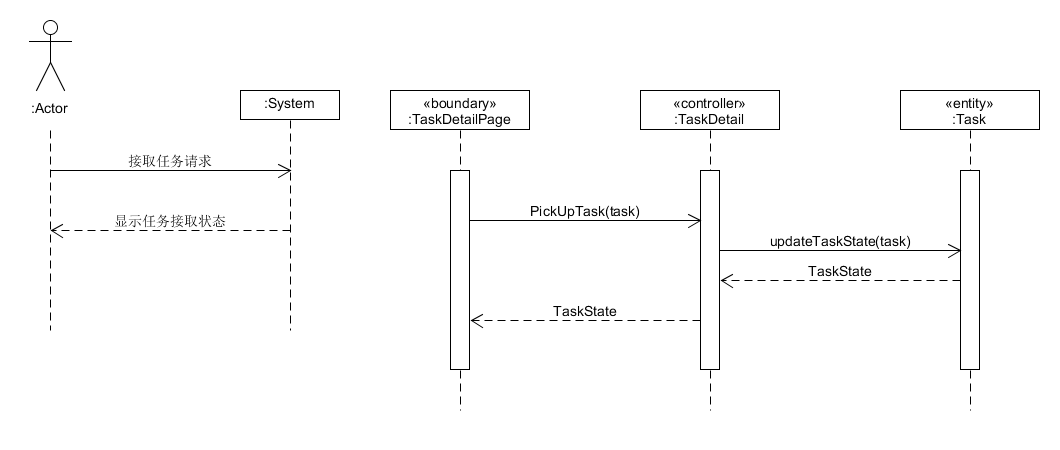 :Actor
:System
«boundary»
:TaskDetailPage
«controller»
:TaskDetail
«entity»
:Task
接取任务请求
显示任务接取状态
PickUpTask(task)
updateTaskState(task)
TaskState
TaskState